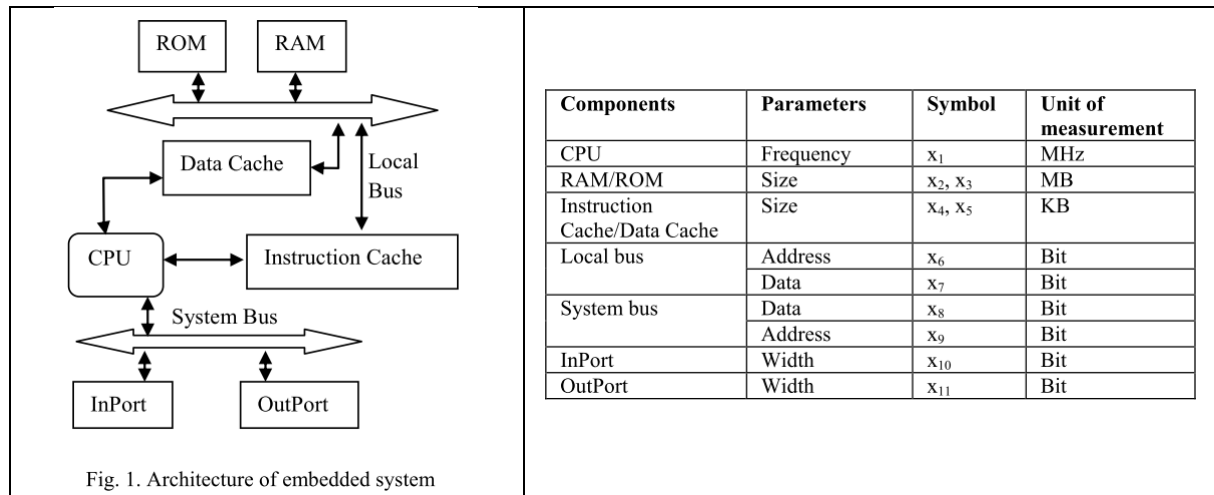 ROM
RAM
Data Cache
Local
Bus
CPU
Instruction Cache
System Bus
InPort
OutPort
Fig. 1. Architecture of embedded system
Components Parameters Symbol Unit of
measurement
CPU Frequency x₁ MHz
RAM/ROM Size x₂, x₃ MB
Instruction Size x₄, x₅ KB
Cache/Data Cache
Local bus Address x₆ Bit
Data x₇ Bit
System bus Data x₈ Bit
Address x₉ Bit
InPort Width x₁₀ Bit
OutPort Width x₁₁ Bit